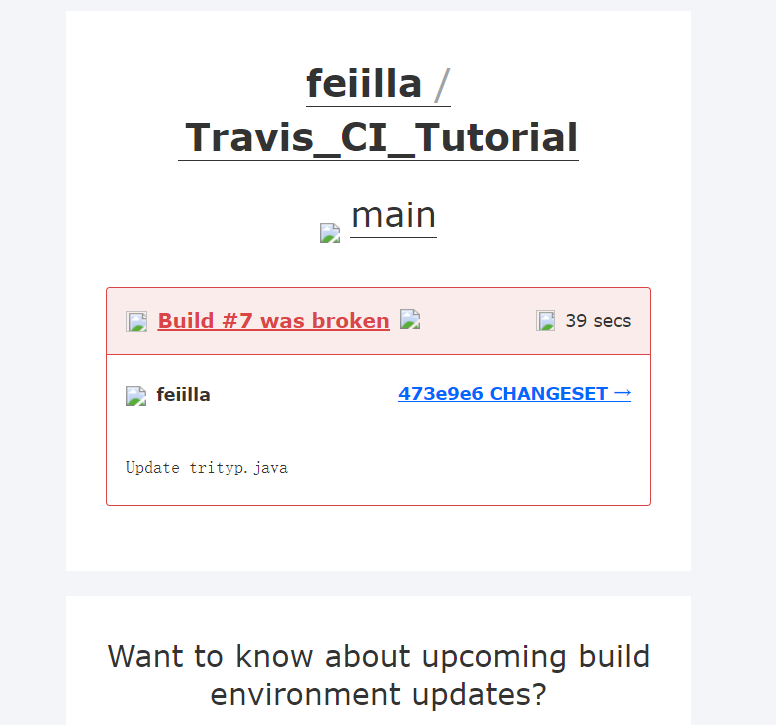 feiilla /
Travis_CI_Tutorial
main
Build #7 was broken
39 secs
feiilla
473e9e6 CHANGESET →
Update trityp.java
Want to know about upcoming build
environment updates?